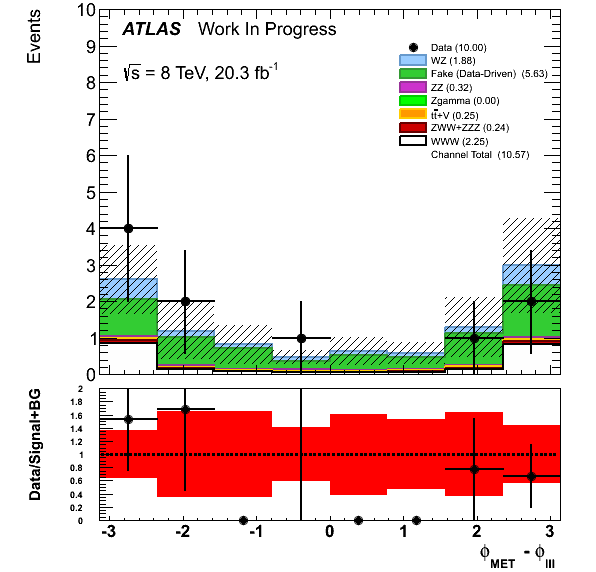 Events
10
9
8
7
6
5
4
3
2
1
0
ATLAS Work In Progress
√s = 8 TeV, 20.3 fb⁻¹
Data (10.00)
WZ (1.88)
Fake (Data-Driven) (5.63)
ZZ (0.32)
Zgamma (0.00)
tt̄+V (0.25)
ZWW+ZZZ (0.24)
WWW (2.25)
Channel Total (10.57)
Data/Signal+BG
2
1.8
1.6
1.4
1.2
1
0.8
0.6
0.4
0.2
0
-3 -2 -1 0 1 2 3
ϕMET - ϕlll